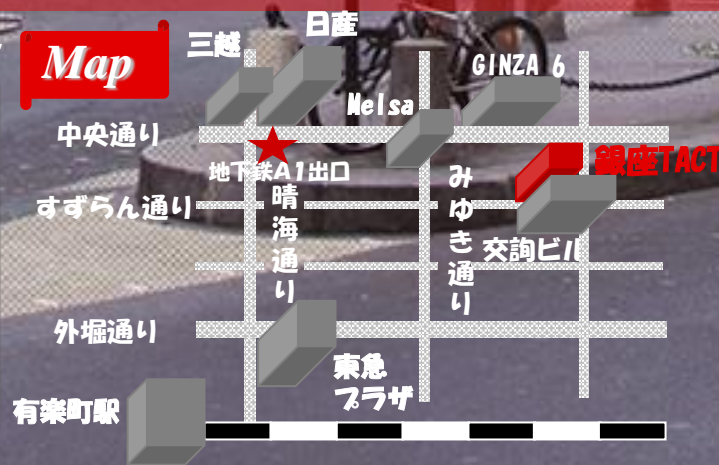 日産
三越
Map
GINZA 6
Melsa
中央通り
銀座TACT
地下鉄A1出口
みゆき通り
晴海通り
すずらん通り
交詢ビル
外堀通り
東急
プラザ
有楽町駅